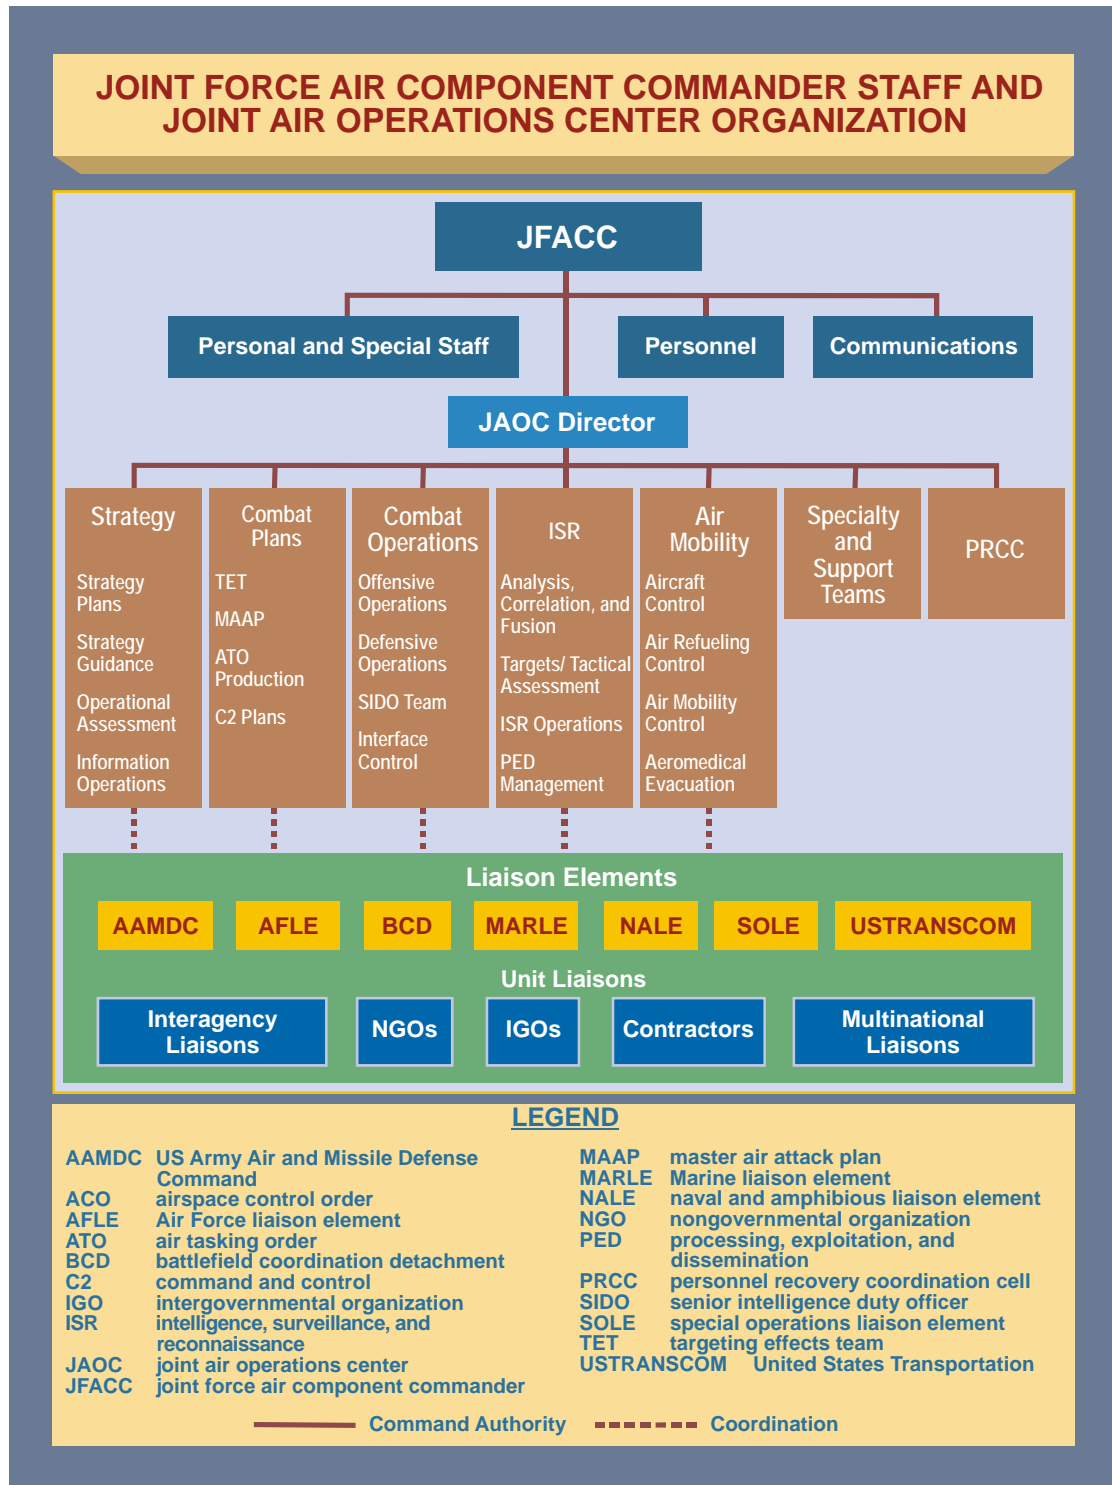 JOINT FORCE AIR COMPONENT COMMANDER STAFF AND
JOINT AIR OPERATIONS CENTER ORGANIZATION
JFACC
Personal and Special Staff
Personnel
Communications
JAOC Director
Strategy
Strategy
Plans
Strategy
Guidance
Operational
Assessment
Information
Operations
Combat
Plans
TET
MAAP
ATO
Production
C2 Plans
Combat
Operations
Offensive
Operations
Defensive
Operations
SIDO Team
Interface
Control
ISR
Analysis,
Correlation, and
Fusion
Targets/ Tactical
Assessment
ISR Operations
PED
Management
Air
Mobility
Aircraft
Control
Air Refueling
Control
Air Mobility
Control
Aeromedical
Evacuation
Specialty
and
Support
Teams
PRCC
Liaison Elements
AAMDC
AFLE
BCD
MARLE
NALE
SOLE
USTRANSCOM
Unit Liaisons
Interagency
Liaisons
NGOs
IGOs
Contractors
Multinational
Liaisons
LEGEND
AAMDC US Army Air and Missile Defense
Command
ACO airspace control order
AFLE Air Force liaison element
ATO air tasking order
BCD battlefield coordination detachment
C2 command and control
IGO intergovernmental organization
ISR intelligence, surveillance, and
reconnaissance
JAOC joint air operations center
JFACC joint force air component commander
MAAP master air attack plan
MARLE Marine liaison element
NALE naval and amphibious liaison element
NGO nongovernmental organization
PED processing, exploitation, and
dissemination
PRCC personnel recovery coordination cell
SIDO senior intelligence duty officer
SOLE special operations liaison element
TET targeting effects team
USTRANSCOM United States Transportation
Command Authority
Coordination